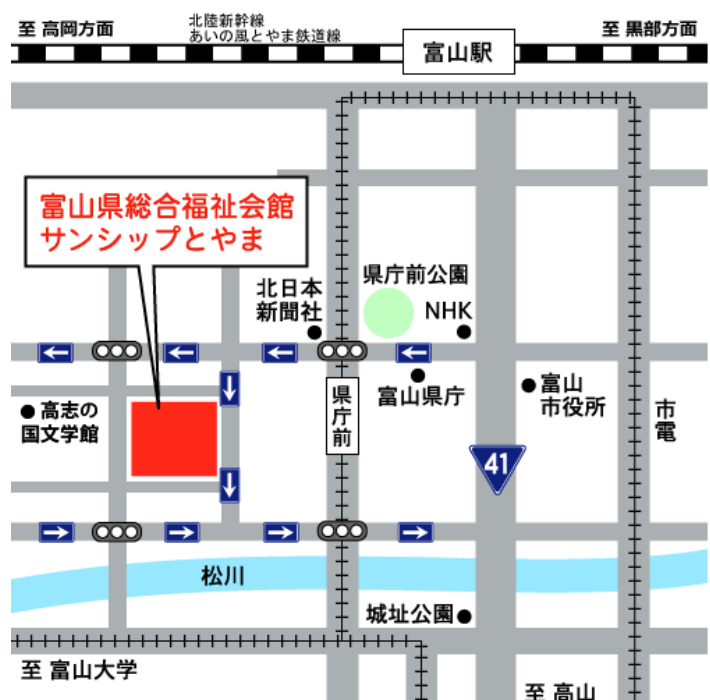 至 高岡方面
北陸新幹線
あいの風とやま鉄道線
富山駅
至 黒部方面
富山県総合福祉会館
サンシップとやま
県庁前公園
北日本
新聞社
NHK
富山県庁
県庁前
富山
市役所
市電
高志の
国文学館
41
松川
城址公園
至 富山大学
至 高山